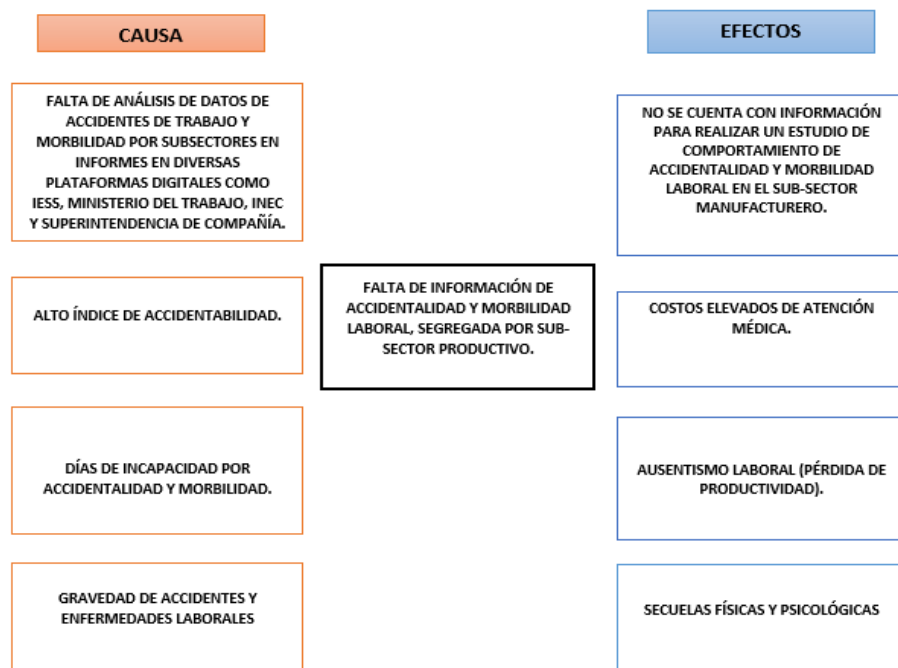 CAUSA
EFECTOS
FALTA DE ANÁLISIS DE DATOS DE
ACCIDENTES DE TRABAJO Y
MORBILIDAD POR SUBSECTORES EN
INFORMES EN DIVERSAS
PLATAFORMAS DIGITALES COMO
IESS, MINISTERIO DEL TRABAJO, INEC
Y SUPERINTENDENCIA DE COMPAÑÍA.
NO SE CUENTA CON INFORMACIÓN
PARA REALIZAR UN ESTUDIO DE
COMPORTAMIENTO DE
ACCIDENTALIDAD Y MORBILIDAD
LABORAL EN EL SUB-SECTOR
MANUFACTURERO.
ALTO ÍNDICE DE ACCIDENTABILIDAD.
FALTA DE INFORMACIÓN DE
ACCIDENTALIDAD Y MORBILIDAD
LABORAL, SEGREGADA POR SUB-
SECTOR PRODUCTIVO.
COSTOS ELEVADOS DE ATENCIÓN
MÉDICA.
DÍAS DE INCAPACIDAD POR
ACCIDENTALIDAD Y MORBILIDAD.
AUSENTISMO LABORAL (PÉRDIDA DE
PRODUCTIVIDAD).
GRAVEDAD DE ACCIDENTES Y
ENFERMEDADES LABORALES
SECUELAS FÍSICAS Y PSICOLÓGICAS